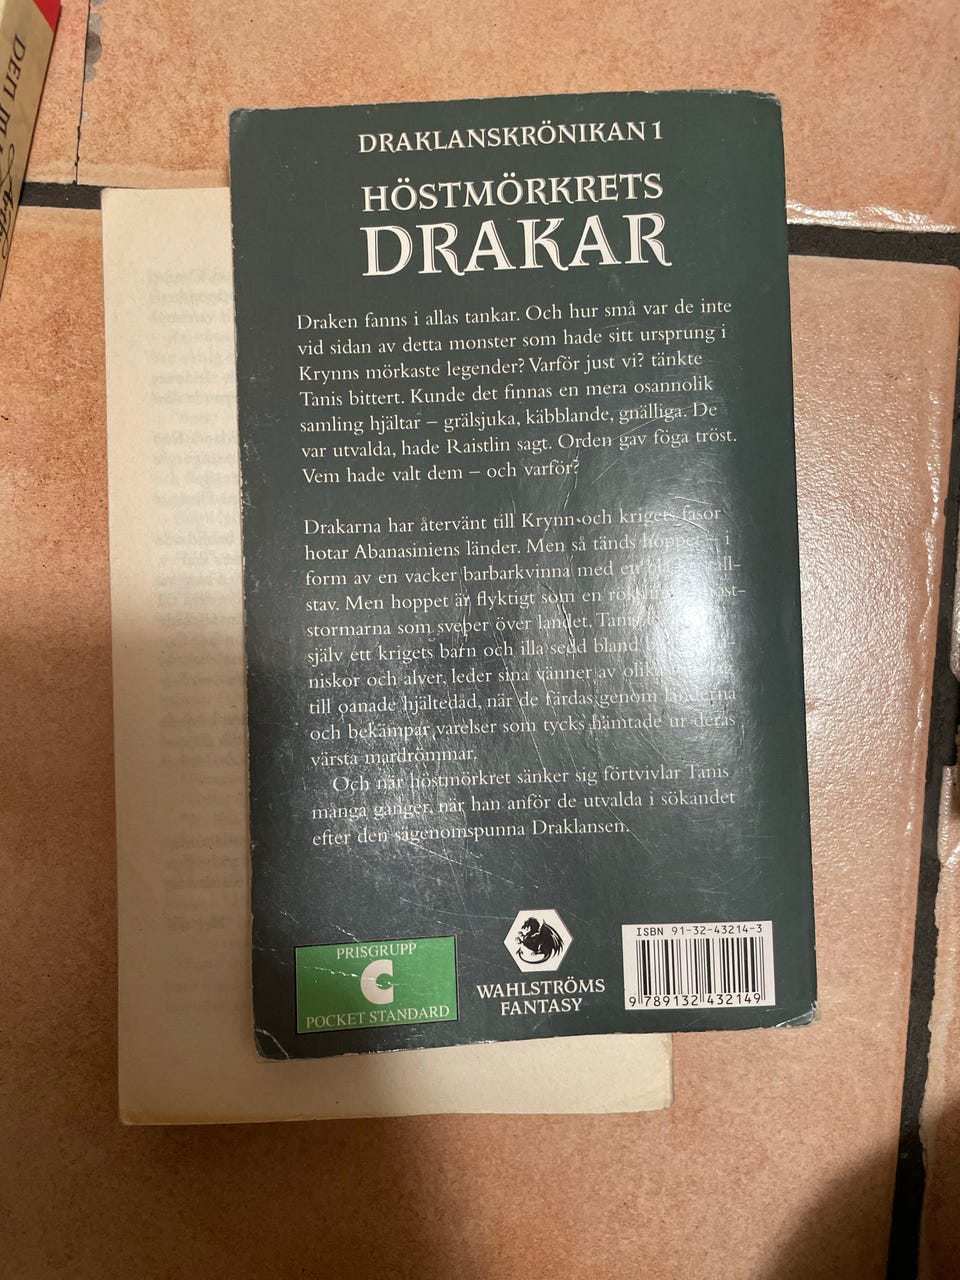 DRAKLANSKRÖNIKAN 1
HÖSTMÖRKRETS
DRAKAR
Draken fanns i allas tankar. Och hur små var de inte
vid sidan av detta monster som hade sitt ursprung i
Krynns mörkaste legender? Varför just vi? tänkte
Tanis bittert. Kunde det finnas en mera osannolik
samling hjältar – grälsjuka, käbblande, gnälliga. De
var utvalda, hade Raistlin sagt. Orden gav föga tröst.
Vem hade valt dem – och varför?
Drakarna har återvänt till Krynn och krigets fasor
hotar Abanasiniens länder. Men så tänds hoppet – i
form av en vacker barbarkvinna med en
stav. Men hoppet är flyktigt som en
stormarna som sveper över landet. Tanis
själv ett krigets barn och illa sedd bland
niskor och alver, leder sina vänner av
till oanade hjältedåd, när de färdas genom länderna
och bekämpar varelser som tycks hämtade ur deras
värsta mardrömmar.
Och när höstmörkret sänker sig förtvivlar Tanis
många gånger, när han anför de utvalda i sökandet
efter den sägenomspunna Draklansen.
PRISGRUPP
C
POCKET STANDARD
WAHLSTRÖMS
FANTASY
ISBN 91-32-43214-3
9 789132 432149
DEN